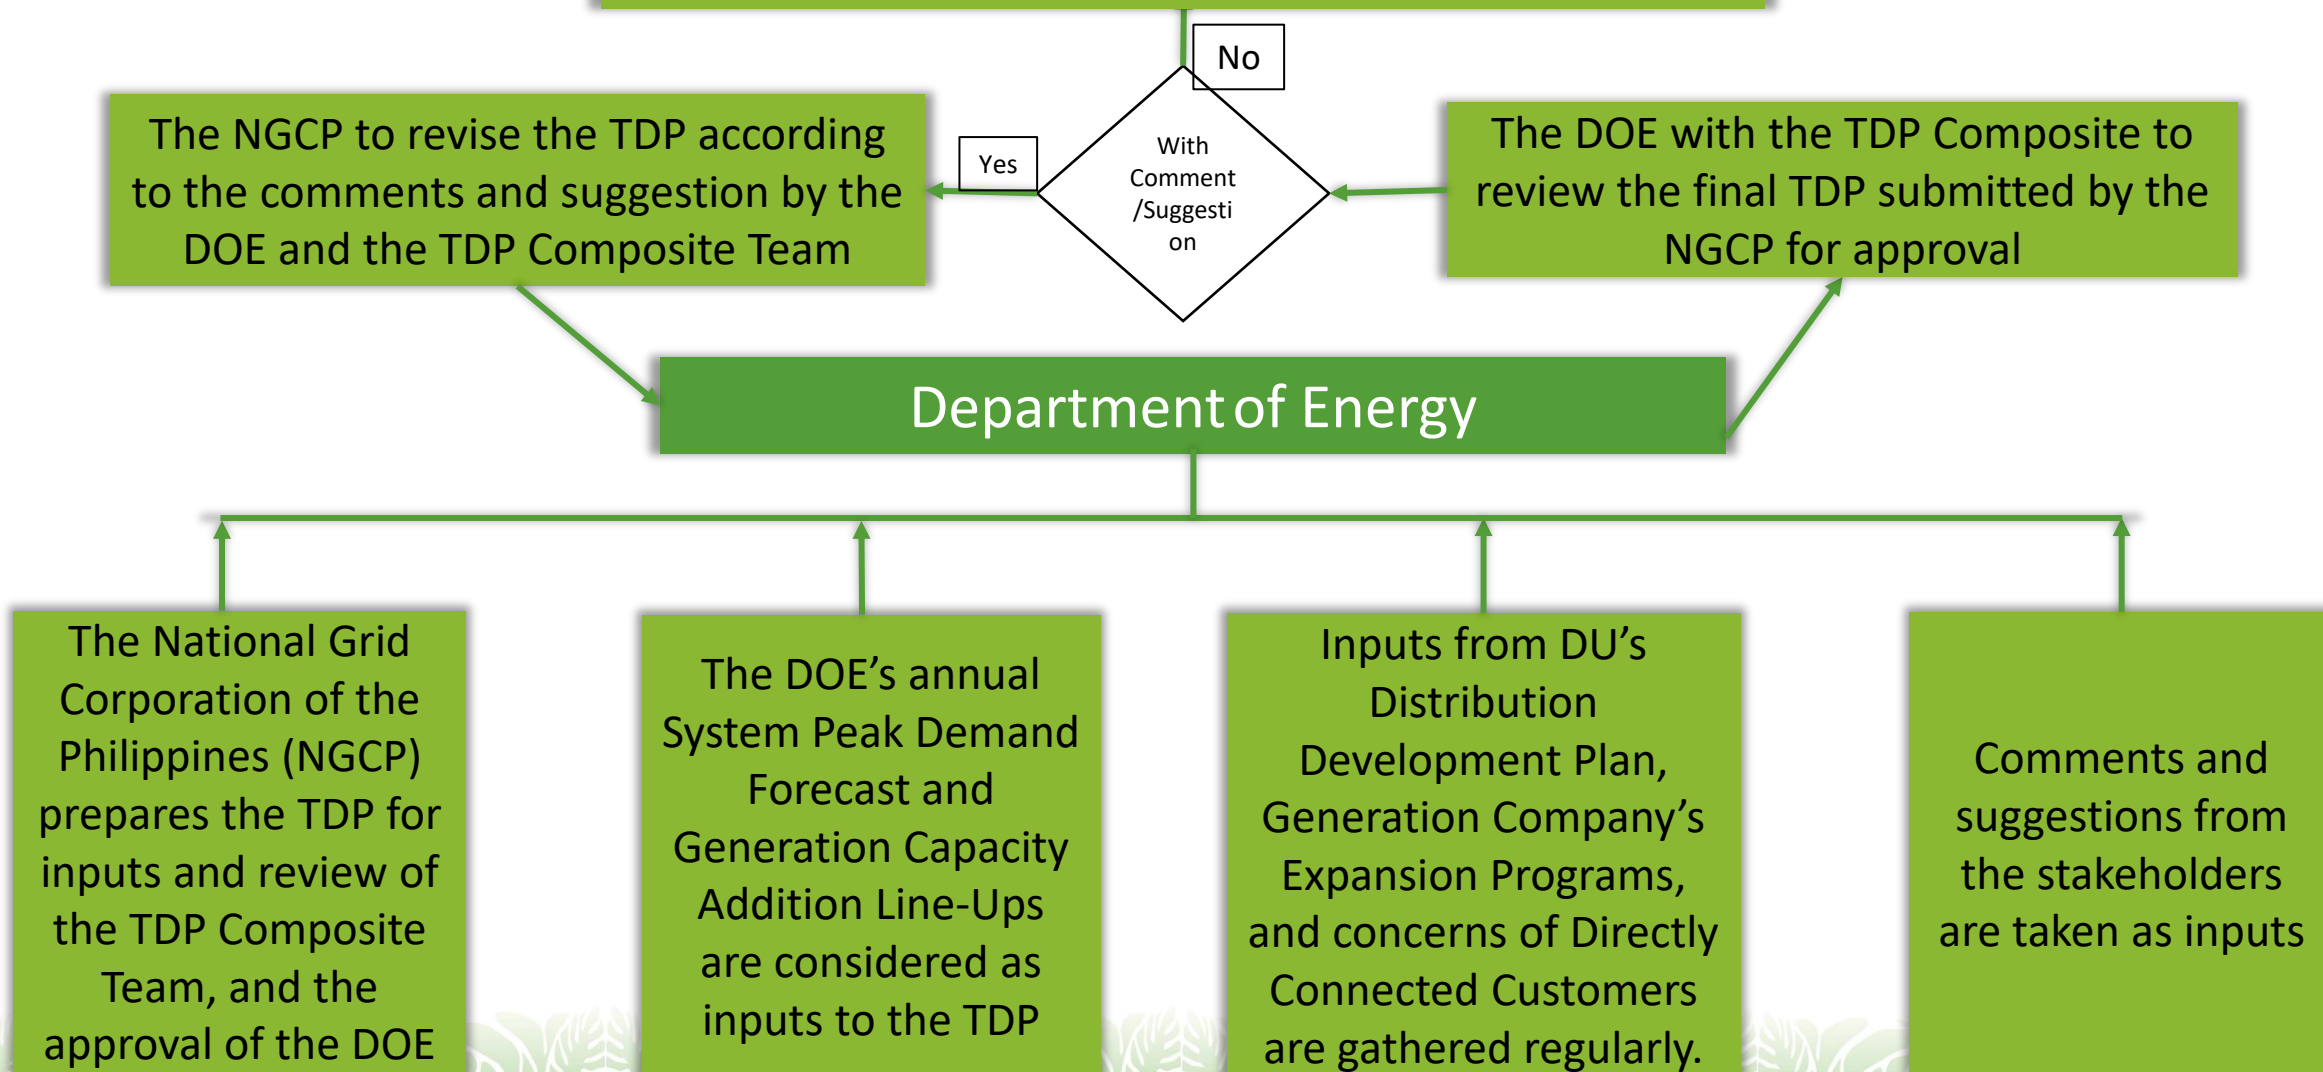 No
The NGCP to revise the TDP according
to the comments and suggestion by the
DOE and the TDP Composite Team
Yes
With
Comment
/Suggesti
on
The DOE with the TDP Composite to
review the final TDP submitted by the
NGCP for approval
Department of Energy
The National Grid
Corporation of the
Philippines (NGCP)
prepares the TDP for
inputs and review of
the TDP Composite
Team, and the
approval of the DOE
The DOE’s annual
System Peak Demand
Forecast and
Generation Capacity
Addition Line-Ups
are considered as
inputs to the TDP
Inputs from DU’s
Distribution
Development Plan,
Generation Company’s
Expansion Programs,
and concerns of Directly
Connected Customers
are gathered regularly.
Comments and
suggestions from
the stakeholders
are taken as inputs